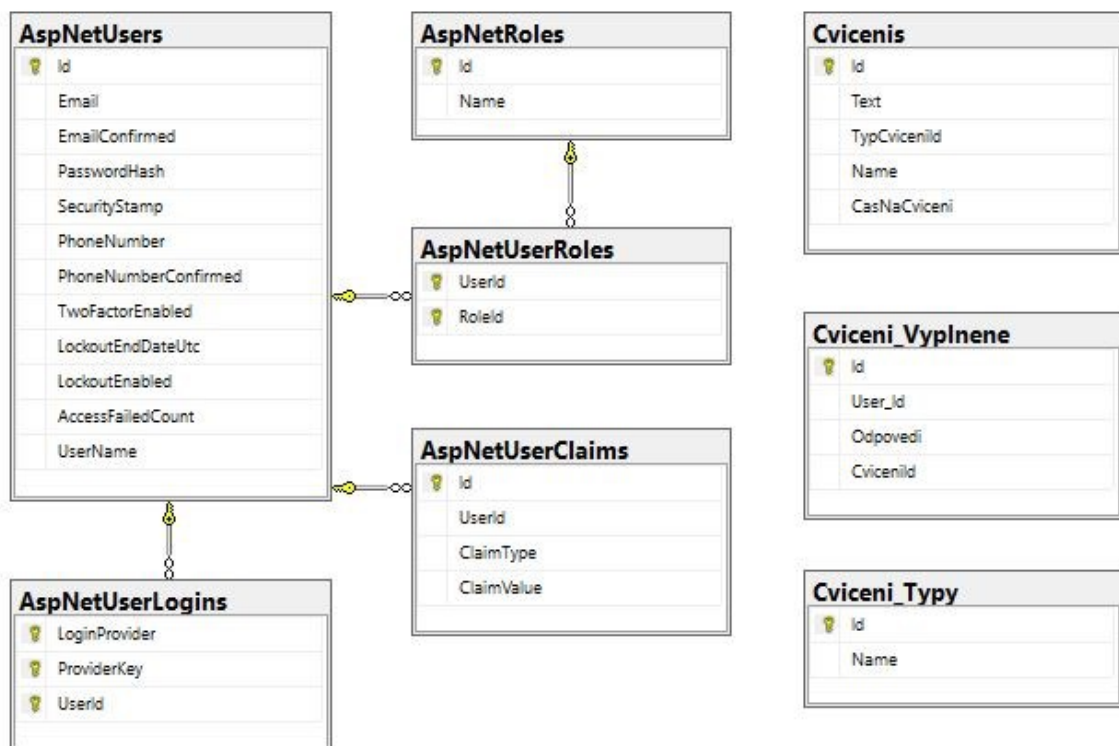 AspNetUsers
Id
Email
EmailConfirmed
PasswordHash
SecurityStamp
PhoneNumber
PhoneNumberConfirmed
TwoFactorEnabled
LockoutEndDateUtc
LockoutEnabled
AccessFailedCount
UserName
AspNetUserLogins
LoginProvider
ProviderKey
UserId
AspNetRoles
Id
Name
AspNetUserRoles
UserId
RoleId
AspNetUserClaims
Id
UserId
ClaimType
ClaimValue
Cvicenis
Id
Text
TypCviceniId
Name
CasNaCviceni
Cviceni_Vyplnene
Id
User_Id
Odpovedi
CviceniId
Cviceni_Typy
Id
Name